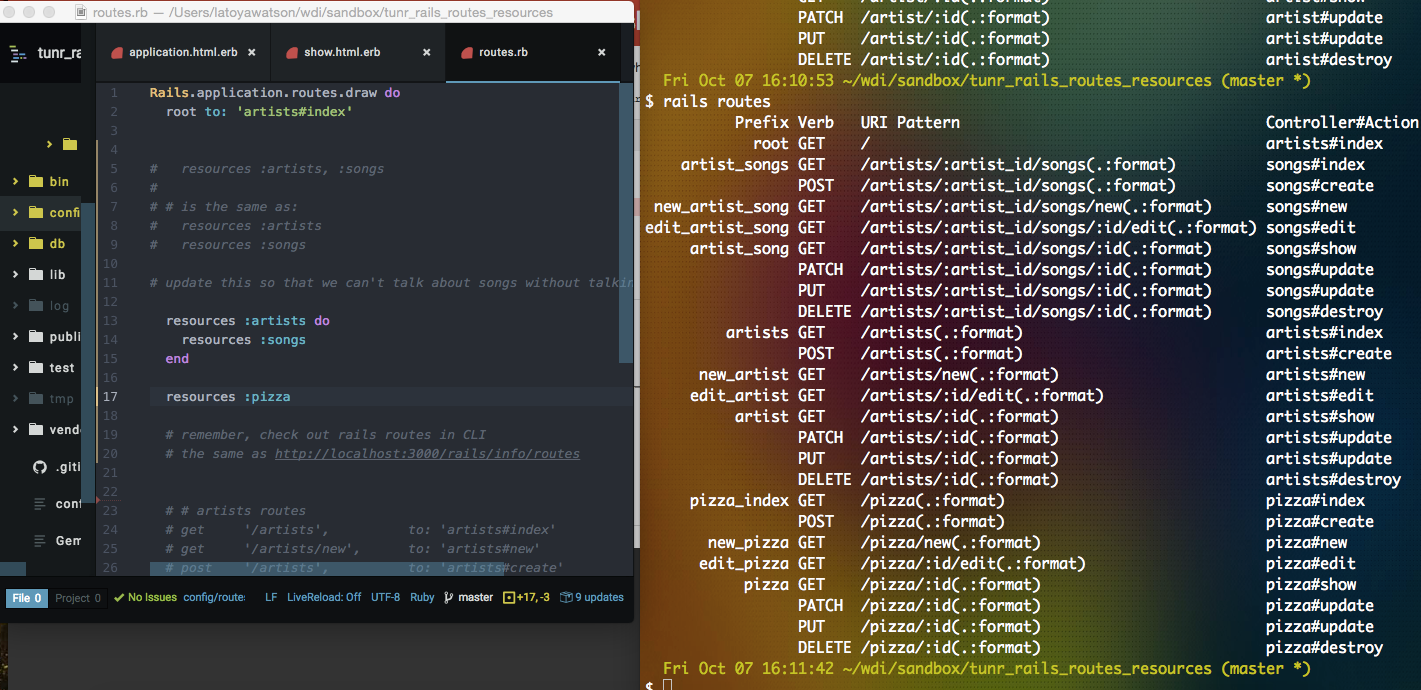 routes.rb — /Users/latoyawatson/wdi/sandbox/tunr_rails_routes_resources
tunr_ra
application.html.erb ×
show.html.erb ×
routes.rb ×
bin
confi
db
lib
log
publi
test
tmp
vend
.giti
conf
Gem
1 Rails.application.routes.draw do
2 root to: 'artists#index'
3
4
5 # resources :artists, :songs
6 #
7 # # is the same as:
8 # resources :artists
9 # resources :songs
10
11 # update this so that we can't talk about songs without talkin
12
13 resources :artists do
14 resources :songs
15 end
16
17 resources :pizza
18
19 # remember, check out rails routes in CLI
20 # the same as http://localhost:3000/rails/info/routes
21
22
23 # # artists routes
24 # get '/artists', to: 'artists#index'
25 # get '/artists/new', to: 'artists#new'
26 # post '/artists', to: 'artists#create'
File 0 Project 0 No Issues config/route: LF LiveReload: Off UTF-8 Ruby master +17, -3 9 updates
PATCH /artist/:id(.:format) artist#update
PUT /artist/:id(.:format) artist#update
DELETE /artist/:id(.:format) artist#destroy
Fri Oct 07 16:10:53 ~/wdi/sandbox/tunr_rails_routes_resources (master *)
$ rails routes
Prefix Verb URI Pattern Controller#Action
root GET / artists#index
artist_songs GET /artists/:artist_id/songs(.:format) songs#index
POST /artists/:artist_id/songs(.:format) songs#create
new_artist_song GET /artists/:artist_id/songs/new(.:format) songs#new
edit_artist_song GET /artists/:artist_id/songs/:id/edit(.:format) songs#edit
artist_song GET /artists/:artist_id/songs/:id(.:format) songs#show
PATCH /artists/:artist_id/songs/:id(.:format) songs#update
PUT /artists/:artist_id/songs/:id(.:format) songs#update
DELETE /artists/:artist_id/songs/:id(.:format) songs#destroy
artists GET /artists(.:format) artists#index
POST /artists(.:format) artists#create
new_artist GET /artists/new(.:format) artists#new
edit_artist GET /artists/:id/edit(.:format) artists#edit
artist GET /artists/:id(.:format) artists#show
PATCH /artists/:id(.:format) artists#update
PUT /artists/:id(.:format) artists#update
DELETE /artists/:id(.:format) artists#destroy
pizza_index GET /pizza(.:format) pizza#index
POST /pizza(.:format) pizza#create
new_pizza GET /pizza/new(.:format) pizza#new
edit_pizza GET /pizza/:id/edit(.:format) pizza#edit
pizza GET /pizza/:id(.:format) pizza#show
PATCH /pizza/:id(.:format) pizza#update
PUT /pizza/:id(.:format) pizza#update
DELETE /pizza/:id(.:format) pizza#destroy
Fri Oct 07 16:11:42 ~/wdi/sandbox/tunr_rails_routes_resources (master *)
$